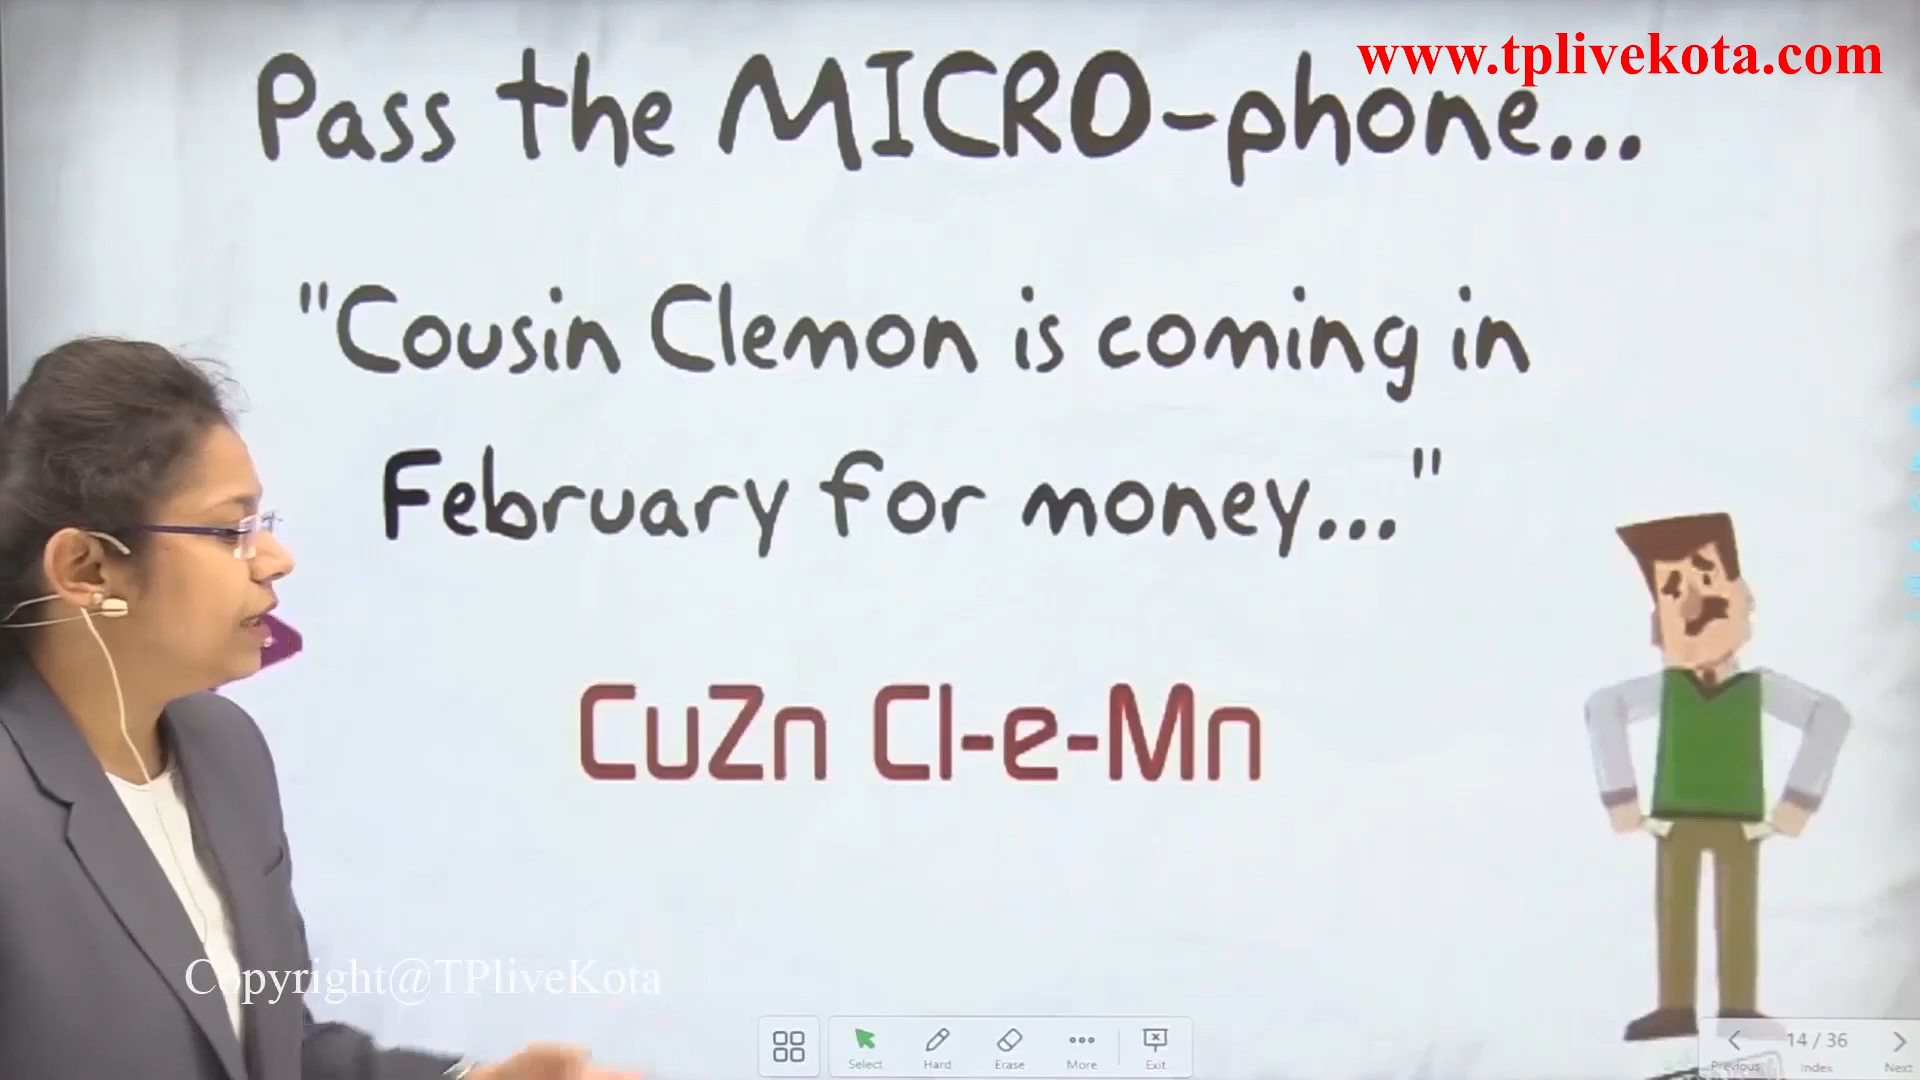 www.tplivekota.com
Pass the MICRO-phone...
"Cousin Clemon is coming in
February for money..."
CuZn Cl-e-Mn
Copyright@TPliveKota
Select
Hard
Erase
More
Exit
14 / 36
Previous
Index
Next